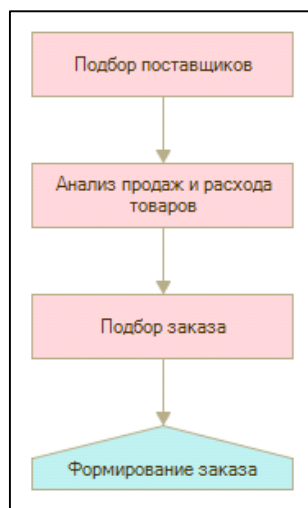 Подбор поставщиков
Анализ продаж и расхода
товаров
Подбор заказа
Формирование заказа